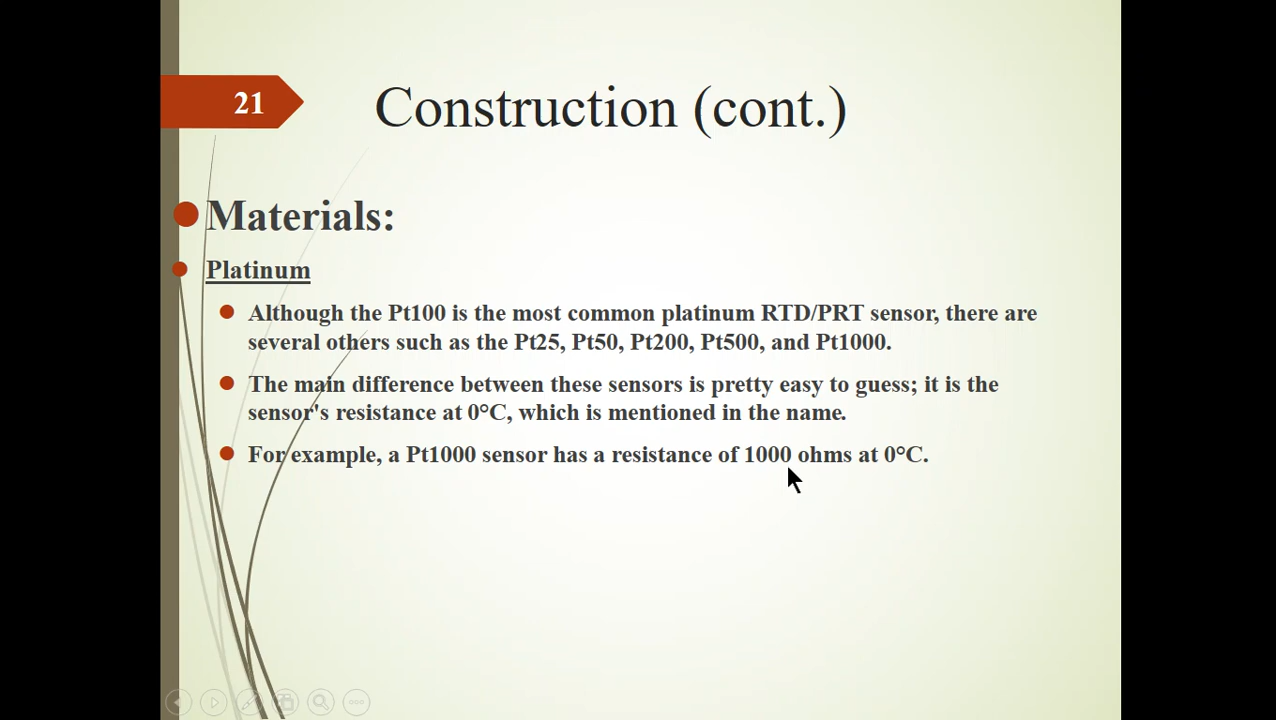 21
Construction (cont.)
Materials:
Platinum
Although the Pt100 is the most common platinum RTD/PRT sensor, there are
several others such as the Pt25, Pt50, Pt200, Pt500, and Pt1000.
The main difference between these sensors is pretty easy to guess; it is the
sensor's resistance at 0°C, which is mentioned in the name.
For example, a Pt1000 sensor has a resistance of 1000 ohms at 0°C.